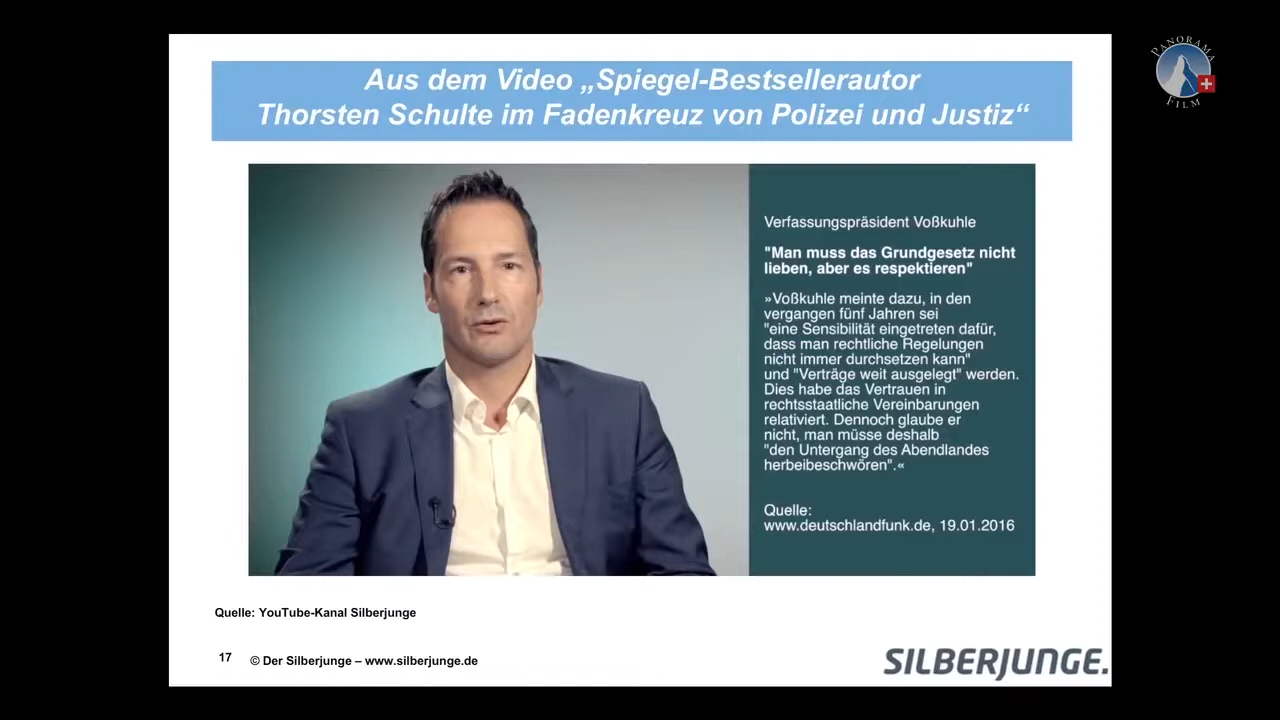 PANORAMA
FILM
Aus dem Video „Spiegel-Bestsellerautor
Thorsten Schulte im Fadenkreuz von Polizei und Justiz“
Verfassungspräsident Voßkuhle
"Man muss das Grundgesetz nicht
lieben, aber es respektieren"
»Voßkuhle meinte dazu, in den
vergangen fünf Jahren sei
"eine Sensibilität eingetreten dafür,
dass man rechtliche Regelungen
nicht immer durchsetzen kann"
und "Verträge weit ausgelegt" werden.
Dies habe das Vertrauen in
rechtsstaatliche Vereinbarungen
relativiert. Dennoch glaube er
nicht, man müsse deshalb
"den Untergang des Abendlandes
herbeibeschwören".«
Quelle:
www.deutschlandfunk.de, 19.01.2016
Quelle: YouTube-Kanal Silberjunge
17 © Der Silberjunge – www.silberjunge.de
SILBERJUNGE.